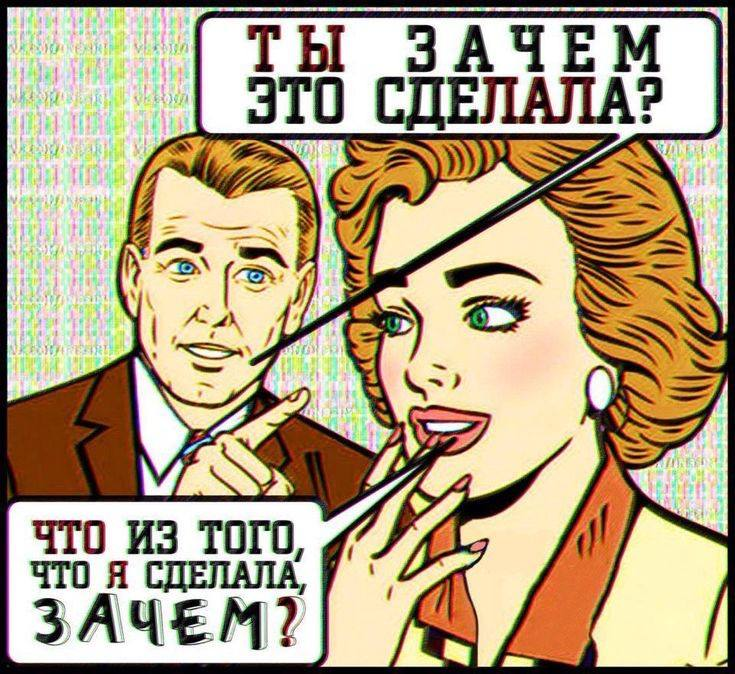 ТЫ ЗАЧЕМ
ЭТО СДЕЛАЛА?
ЧТО ИЗ ТОГО,
ЧТО Я СДЕЛАЛА,
ЗАЧЕМ?